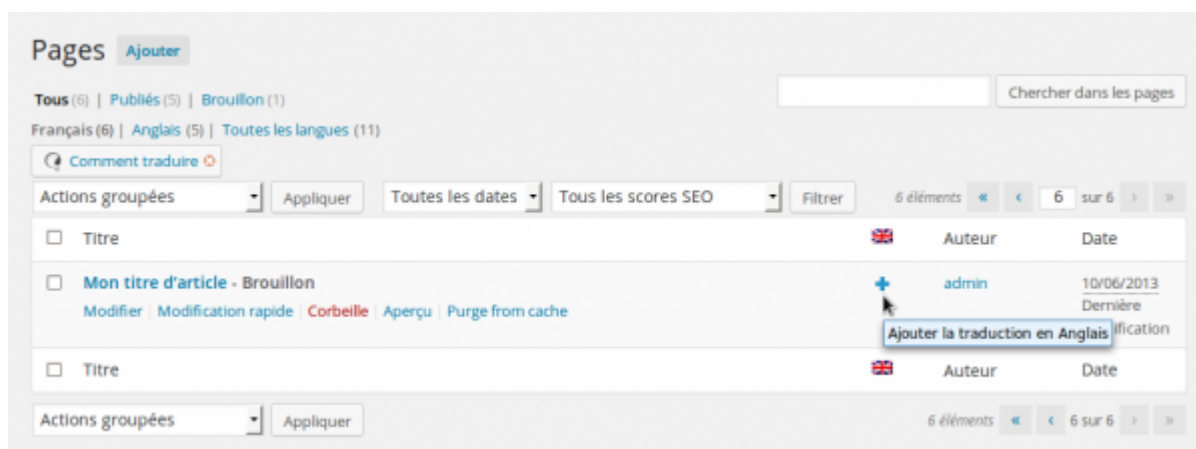 Pages Ajouter
Tous (6) | Publiés (5) | Brouillon (1)
Chercher dans les pages
Français (6) | Anglais (5) | Toutes les langues (11)
Comment traduire
Actions groupées Appliquer Toutes les dates Tous les scores SEO Filtrer 6 éléments « ‹ 6 sur 6 › »
Titre Auteur Date
Mon titre d'article - Brouillon admin 10/06/2013
Modifier | Modification rapide | Corbeille | Aperçu | Purge from cache Dernière
Ajouter la traduction en Anglais ification
Titre Auteur Date
Actions groupées Appliquer 6 éléments « ‹ 6 sur 6 › »